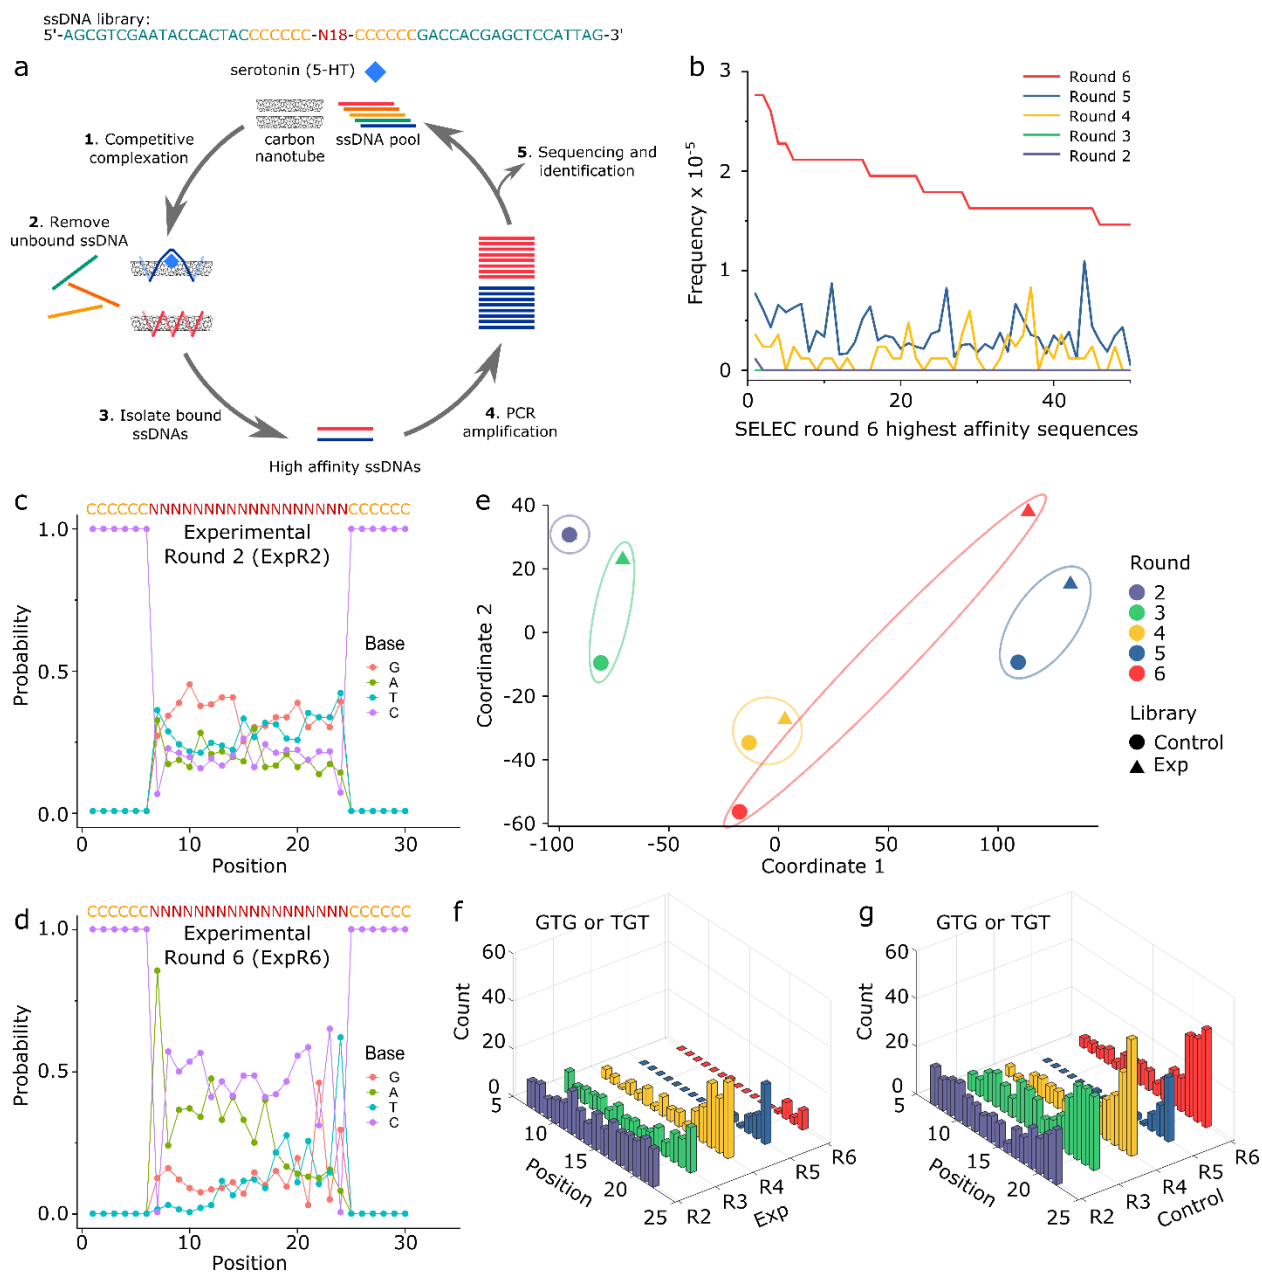 ssDNA library:
5'-AGCGTCGAATACCACTACCCCCCC-N18-CCCCCCGACCACGAGCTCCATTAG-3'
a
serotonin (5-HT)
carbon
nanotube
ssDNA pool
1. Competitive
complexation
2. Remove
unbound ssDNA
3. Isolate bound
ssDNAs
High affinity ssDNAs
4. PCR
amplification
5. Sequencing and
identification
b
Frequency x 10-5
3
2
1
0
0
20
40
SELEC round 6 highest affinity sequences
Round 6
Round 5
Round 4
Round 3
Round 2
c
CCCCCCNNNNNNNNNNNNNNNNNNCCCCCC
Experimental
Round 2 (ExpR2)
Probability
1.0
0.5
0.0
0
10
20
30
Position
Base
G
A
T
C
d
CCCCCCNNNNNNNNNNNNNNNNNNCCCCCC
Experimental
Round 6 (ExpR6)
Probability
1.0
0.5
0.0
0
10
20
30
Position
Base
G
A
T
C
e
Coordinate 2
40
20
0
-20
-40
-60
-100
-50
0
50
100
Coordinate 1
Round
2
3
4
5
6
Library
Control
Exp
f
GTG or TGT
Count
60
40
20
0
5
10
15
20
25
Position
R2
R3
R4
R5
R6
Exp
g
GTG or TGT
Count
60
40
20
0
5
10
15
20
25
Position
R2
R3
R4
R5
R6
Control